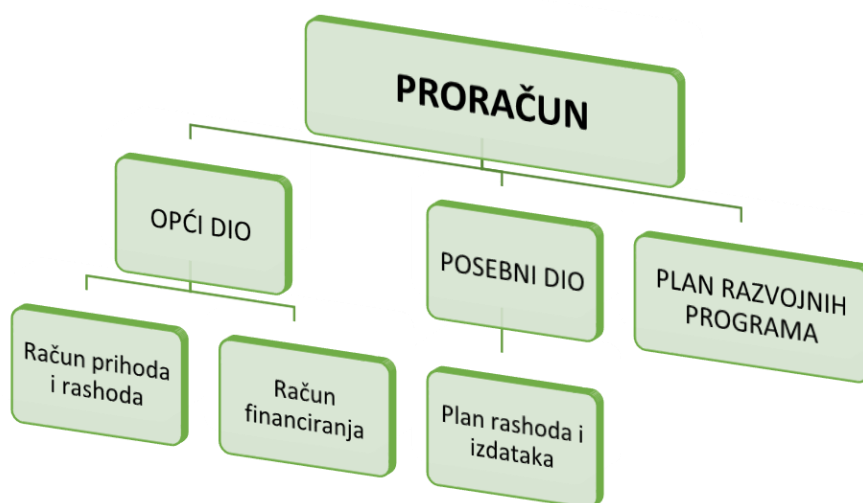 PRORAČUN
OPĆI DIO
POSEBNI DIO
PLAN RAZVOJNIH
PROGRAMA
Račun prihoda
i rashoda
Račun
financiranja
Plan rashoda i
izdataka